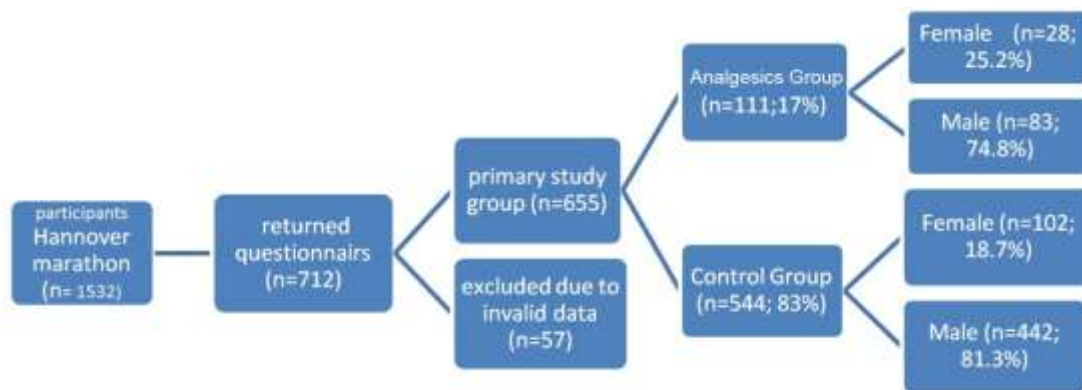 participants
Hannover
marathon
(n= 1532)
returned
questionnairs
(n=712)
primary study
group (n=655)
excluded due to
invalid data
(n=57)
Analgesics Group
(n=111;17%)
Control Group
(n=544; 83%)
Female (n=28;
25.2%)
Male (n=83;
74.8%)
Female (n=102;
18.7%)
Male (n=442;
81.3%)